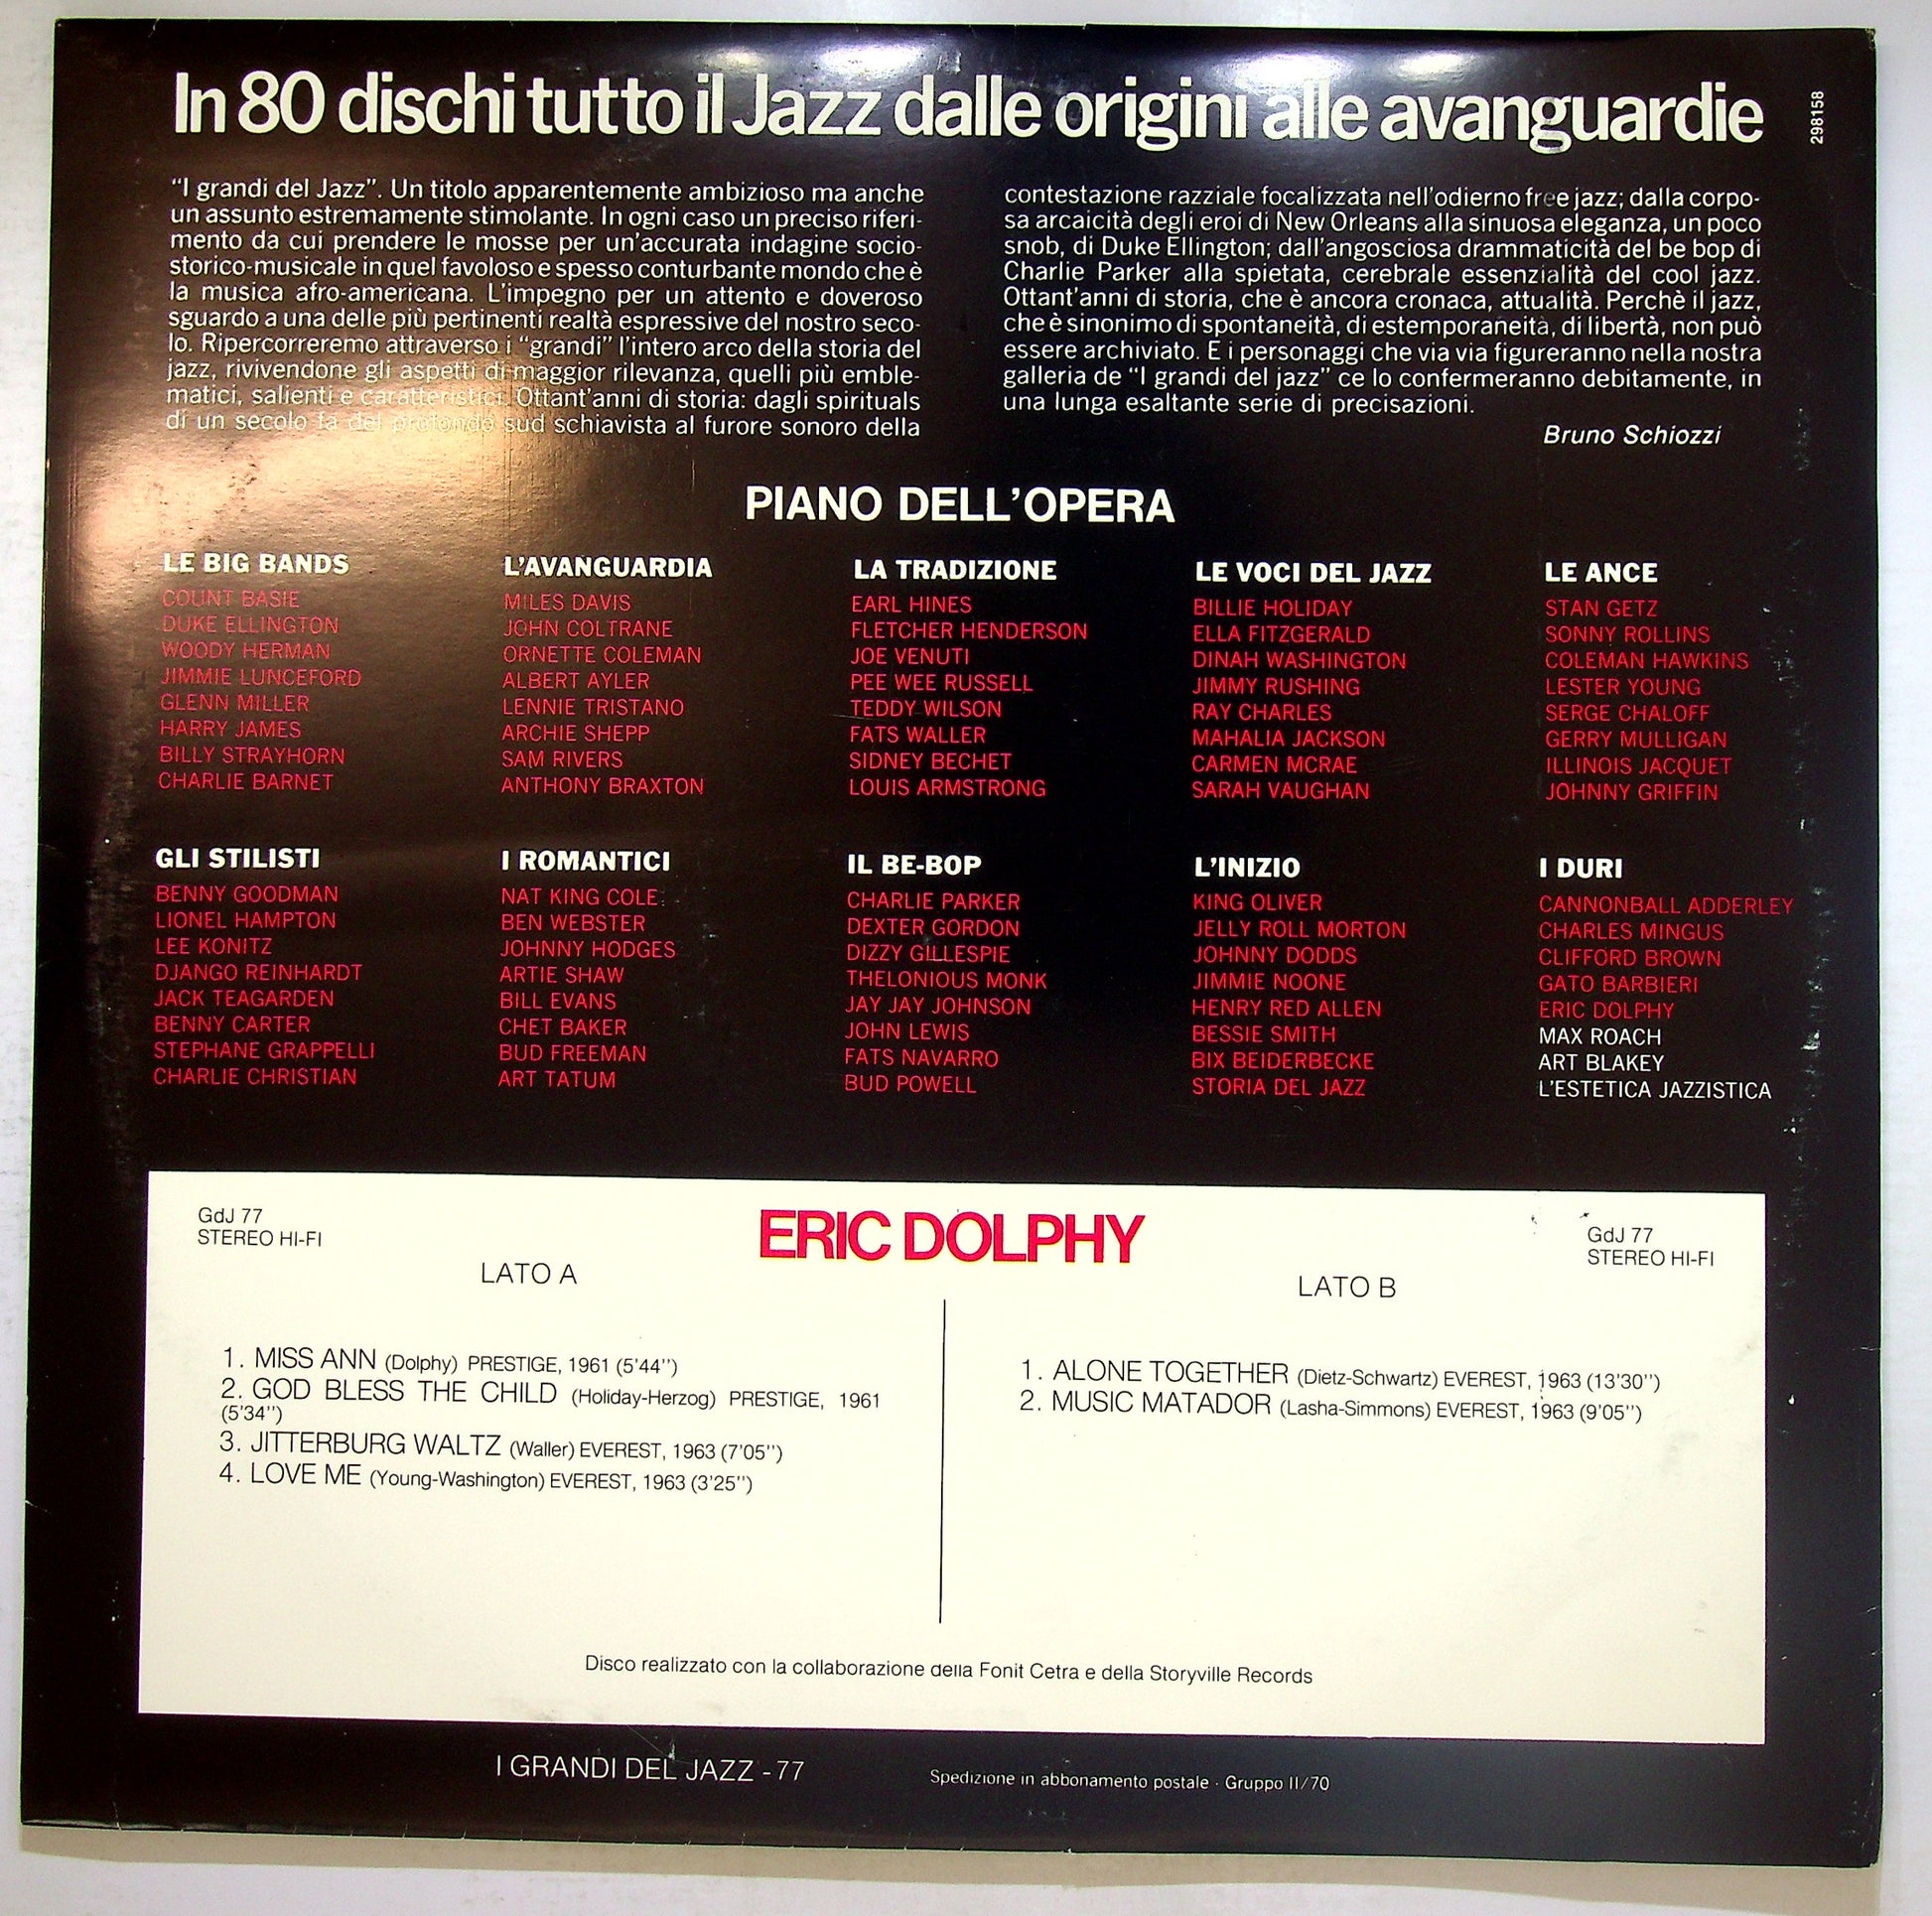 In 80 dischi tutto il Jazz dalle origini alle avanguardie
298158
“I grandi del Jazz”. Un titolo apparentemente ambizioso ma anche
un assunto estremamente stimolante. In ogni caso un preciso riferi-
mento da cui prendere le mosse per un'accurata indagine socio-
storico-musicale in quel favoloso e spesso conturbante mondo che è
la musica afro-americana. L'impegno per un attento e doveroso
sguardo a una delle più pertinenti realtà espressive del nostro seco-
lo. Ripercorreremo attraverso i “grandi” l'intero arco della storia del
jazz, rivivendone gli aspetti di maggior rilevanza, quelli più emble-
matici, salienti e caratteristici. Ottant'anni di storia: dagli spirituals
di un secolo fa del profondo sud schiavista al furore sonoro della
contestazione razziale focalizzata nell'odierno free jazz; dalla corpo-
sa arcaicità degli eroi di New Orleans alla sinuosa eleganza, un poco
snob, di Duke Ellington; dall'angosciosa drammaticità del be bop di
Charlie Parker alla spietata, cerebrale essenzialità del cool jazz.
Ottant'anni di storia, che è ancora cronaca, attualità. Perchè il jazz,
che è sinonimo di spontaneità, di estemporaneità, di libertà, non può
essere archiviato. E i personaggi che via via figureranno nella nostra
galleria de “I grandi del jazz” ce lo confermeranno debitamente, in
una lunga esaltante serie di precisazioni.
Bruno Schiozzi
PIANO DELL'OPERA
LE BIG BANDS
COUNT BASIE
DUKE ELLINGTON
WOODY HERMAN
JIMMIE LUNCEFORD
GLENN MILLER
HARRY JAMES
BILLY STRAYHORN
CHARLIE BARNET
L'AVANGUARDIA
MILES DAVIS
JOHN COLTRANE
ORNETTE COLEMAN
ALBERT AYLER
LENNIE TRISTANO
ARCHIE SHEPP
SAM RIVERS
ANTHONY BRAXTON
LA TRADIZIONE
EARL HINES
FLETCHER HENDERSON
JOE VENUTI
PEE WEE RUSSELL
TEDDY WILSON
FATS WALLER
SIDNEY BECHET
LOUIS ARMSTRONG
LE VOCI DEL JAZZ
BILLIE HOLIDAY
ELLA FITZGERALD
DINAH WASHINGTON
JIMMY RUSHING
RAY CHARLES
MAHALIA JACKSON
CARMEN MCRAE
SARAH VAUGHAN
LE ANCE
STAN GETZ
SONNY ROLLINS
COLEMAN HAWKINS
LESTER YOUNG
SERGE CHALOFF
GERRY MULLIGAN
ILLINOIS JACQUET
JOHNNY GRIFFIN
GLI STILISTI
BENNY GOODMAN
LIONEL HAMPTON
LEE KONITZ
DJANGO REINHARDT
JACK TEAGARDEN
BENNY CARTER
STEPHANE GRAPPELLI
CHARLIE CHRISTIAN
I ROMANTICI
NAT KING COLE
BEN WEBSTER
JOHNNY HODGES
ARTIE SHAW
BILL EVANS
CHET BAKER
BUD FREEMAN
ART TATUM
IL BE-BOP
CHARLIE PARKER
DEXTER GORDON
DIZZY GILLESPIE
THELONIOUS MONK
JAY JAY JOHNSON
JOHN LEWIS
FATS NAVARRO
BUD POWELL
L'INIZIO
KING OLIVER
JELLY ROLL MORTON
JOHNNY DODDS
JIMMIE NOONE
HENRY RED ALLEN
BESSIE SMITH
BIX BEIDERBECKE
STORIA DEL JAZZ
I DURI
CANNONBALL ADDERLEY
CHARLES MINGUS
CLIFFORD BROWN
GATO BARBIERI
ERIC DOLPHY
MAX ROACH
ART BLAKEY
L'ESTETICA JAZZISTICA
GdJ 77
STEREO HI-FI
ERIC DOLPHY
GdJ 77
STEREO HI-FI
LATO A
1. MISS ANN (Dolphy) PRESTIGE, 1961 (5'44'')
2. GOD BLESS THE CHILD (Holiday-Herzog) PRESTIGE, 1961
(5'34'')
3. JITTERBURG WALTZ (Waller) EVEREST, 1963 (7'05'')
4. LOVE ME (Young-Washington) EVEREST, 1963 (3'25'')
LATO B
1. ALONE TOGETHER (Dietz-Schwartz) EVEREST, 1963 (13'30'')
2. MUSIC MATADOR (Lasha-Simmons) EVEREST, 1963 (9'05'')
Disco realizzato con la collaborazione della Fonit Cetra e della Storyville Records
I GRANDI DEL JAZZ - 77
Spedizione in abbonamento postale · Gruppo II/70